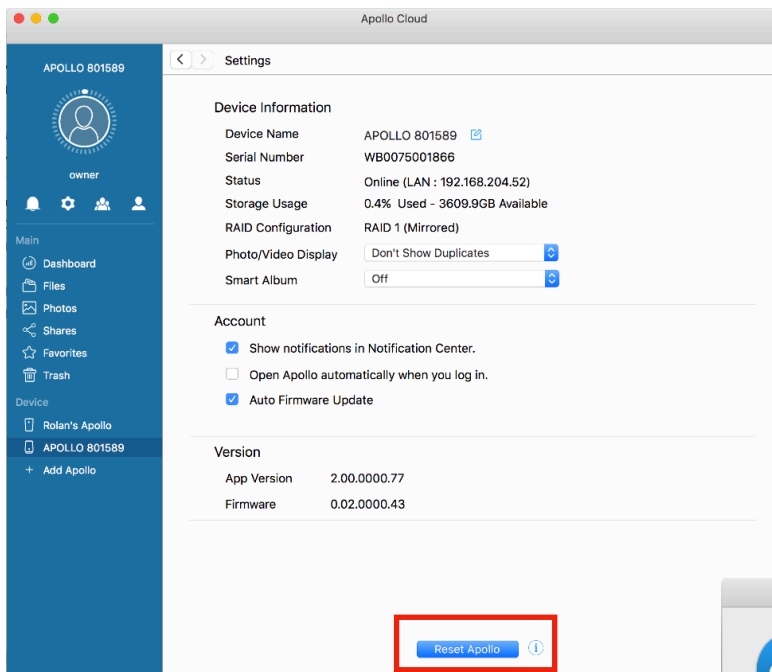 Apollo Cloud
APOLLO 801589
owner
Main
Dashboard
Files
Photos
Shares
Favorites
Trash
Device
Rolan's Apollo
APOLLO 801589
+ Add Apollo
Settings
Device Information
Device Name APOLLO 801589
Serial Number WB0075001866
Status Online (LAN : 192.168.204.52)
Storage Usage 0.4% Used - 3609.9GB Available
RAID Configuration RAID 1 (Mirrored)
Photo/Video Display Don't Show Duplicates
Smart Album Off
Account
Show notifications in Notification Center.
Open Apollo automatically when you log in.
Auto Firmware Update
Version
App Version 2.00.0000.77
Firmware 0.02.0000.43
Reset Apollo